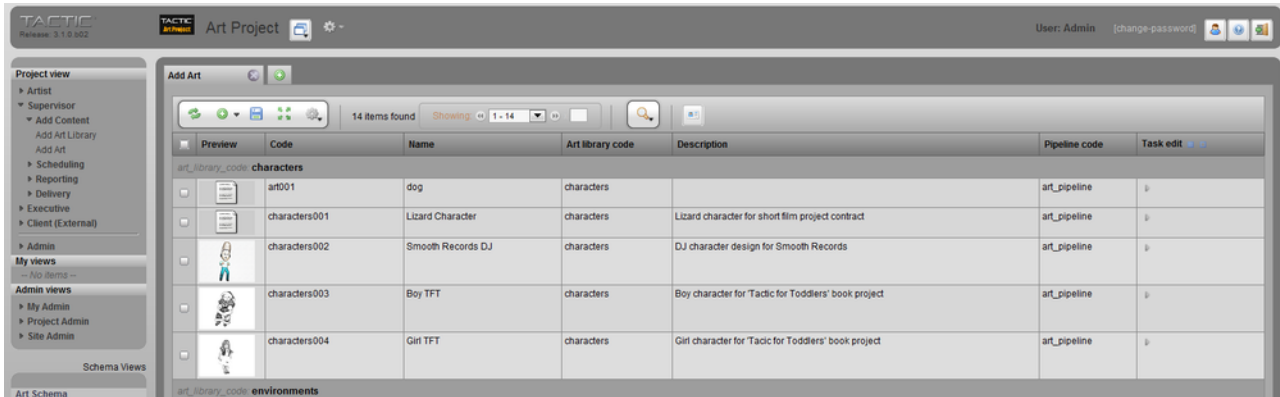 TACTIC
Release: 3.1.0.b02
TACTIC
Art Project
Art Project
User: Admin [change-password]
Project view
Artist
Supervisor
Add Content
Add Art Library
Add Art
Scheduling
Reporting
Delivery
Executive
Client (External)
Admin
My views
-- No items --
Admin views
My Admin
Project Admin
Site Admin
Schema Views
Art Schema
Add Art
14 items found Showing: 1 - 14
Preview Code Name Art library code Description Pipeline code Task edit
art_library_code: characters
art001 dog characters art_pipeline
characters001 Lizard Character characters Lizard character for short film project contract art_pipeline
characters002 Smooth Records DJ characters DJ character design for Smooth Records art_pipeline
characters003 Boy TFT characters Boy character for 'Tactic for Toddlers' book project art_pipeline
characters004 Girl TFT characters Girl character for 'Tacic for Toddlers' book project art_pipeline
art_library_code: environments